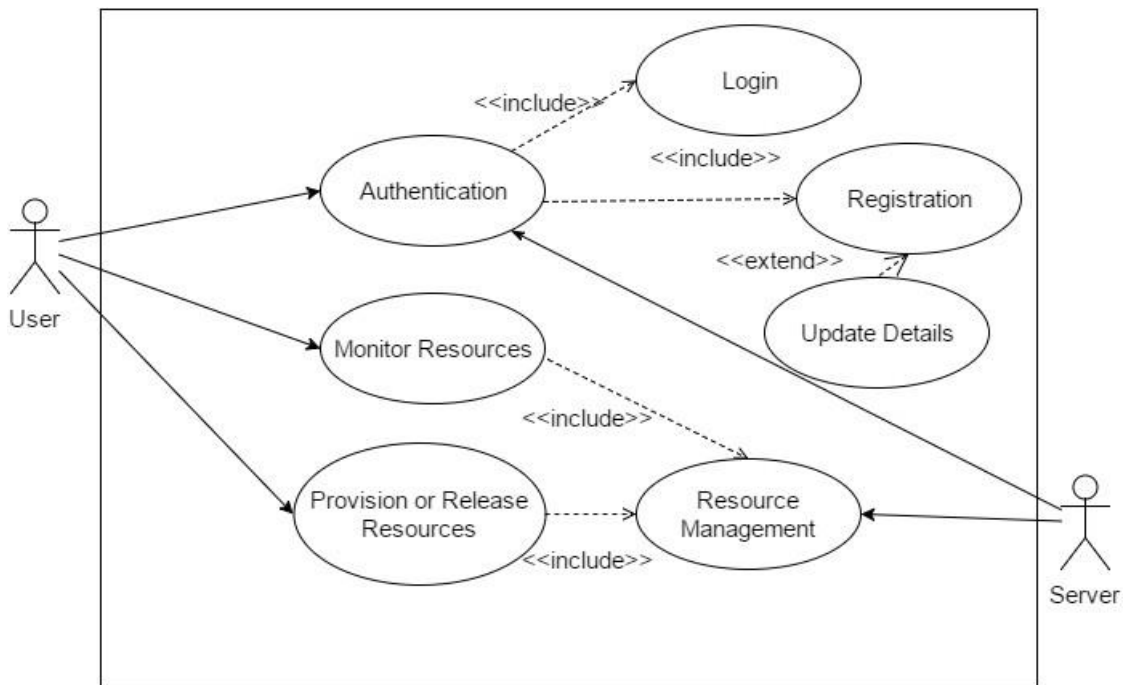 Login
<<include>>
<<include>>
Authentication
Registration
<<extend>>
User
Update Details
Monitor Resources
<<include>>
Provision or Release
Resources
Resource
Management
<<include>>
Server